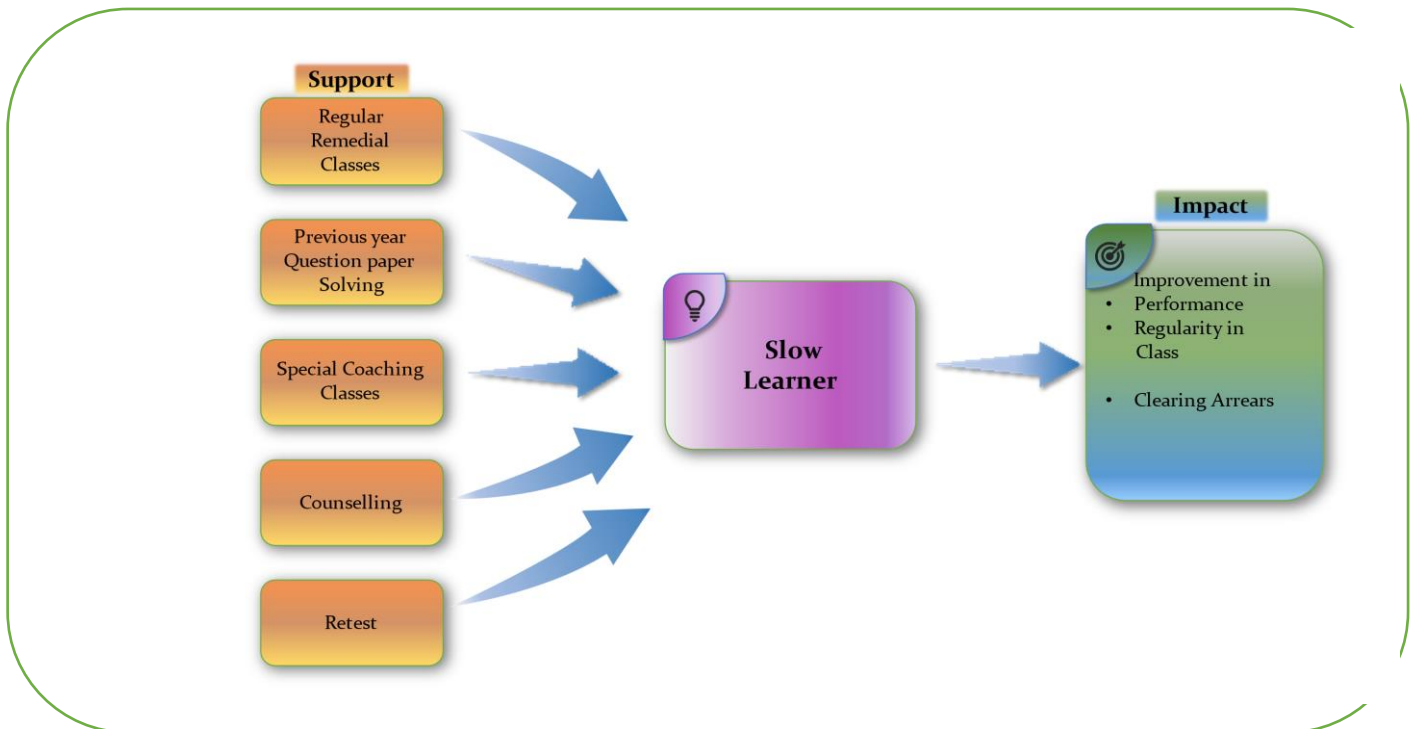 Support
Regular
Remedial
Classes
Previous year
Question paper
Solving
Special Coaching
Classes
Counselling
Retest
Slow
Learner
Impact
Improvement in
• Performance
• Regularity in
Class
• Clearing Arrears